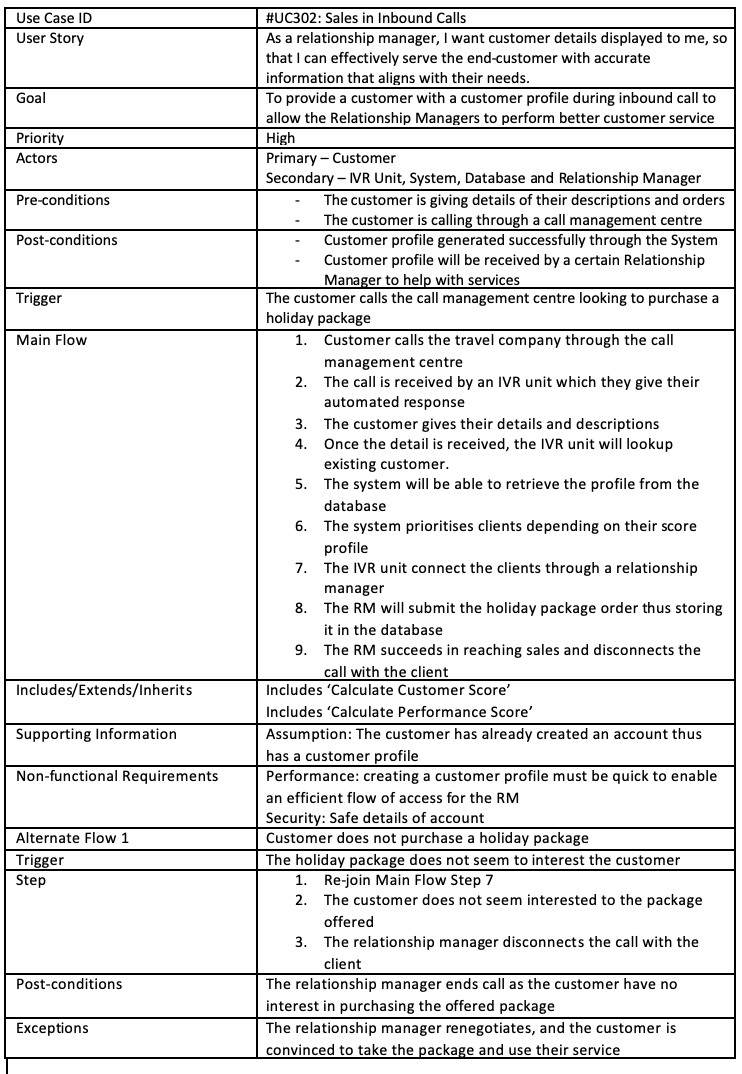 Use Case ID #UC302: Sales in Inbound Calls
User Story As a relationship manager, I want customer details displayed to me, so
that I can effectively serve the end-customer with accurate
information that aligns with their needs.
Goal To provide a customer with a customer profile during inbound call to
allow the Relationship Managers to perform better customer service
Priority High
Actors Primary – Customer
Secondary – IVR Unit, System, Database and Relationship Manager
Pre-conditions - The customer is giving details of their descriptions and orders
- The customer is calling through a call management centre
Post-conditions - Customer profile generated successfully through the System
- Customer profile will be received by a certain Relationship
Manager to help with services
Trigger The customer calls the call management centre looking to purchase a
holiday package
Main Flow 1. Customer calls the travel company through the call
management centre
2. The call is received by an IVR unit which they give their
automated response
3. The customer gives their details and descriptions
4. Once the detail is received, the IVR unit will lookup
existing customer.
5. The system will be able to retrieve the profile from the
database
6. The system prioritises clients depending on their score
profile
7. The IVR unit connect the clients through a relationship
manager
8. The RM will submit the holiday package order thus storing
it in the database
9. The RM succeeds in reaching sales and disconnects the
call with the client
Includes/Extends/Inherits Includes ‘Calculate Customer Score’
Includes ‘Calculate Performance Score’
Supporting Information Assumption: The customer has already created an account thus
has a customer profile
Non-functional Requirements Performance: creating a customer profile must be quick to enable
an efficient flow of access for the RM
Security: Safe details of account
Alternate Flow 1 Customer does not purchase a holiday package
Trigger The holiday package does not seem to interest the customer
Step 1. Re-join Main Flow Step 7
2. The customer does not seem interested to the package
offered
3. The relationship manager disconnects the call with the
client
Post-conditions The relationship manager ends call as the customer have no
interest in purchasing the offered package
Exceptions The relationship manager renegotiates, and the customer is
convinced to take the package and use their service